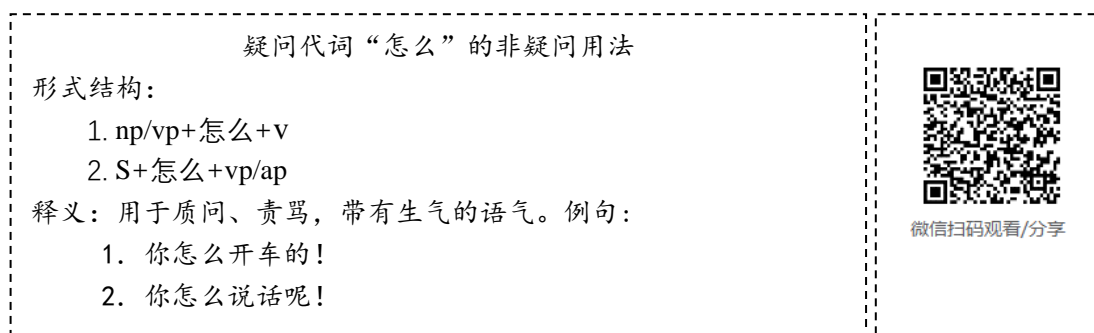 疑问代词“怎么”的非疑问用法
形式结构：
1. np/vp+怎么+v
2. S+怎么+vp/ap
释义：用于质问、责骂，带有生气的语气。例句：
1. 你怎么开车的！
2. 你怎么说话呢！
微信扫码观看/分享